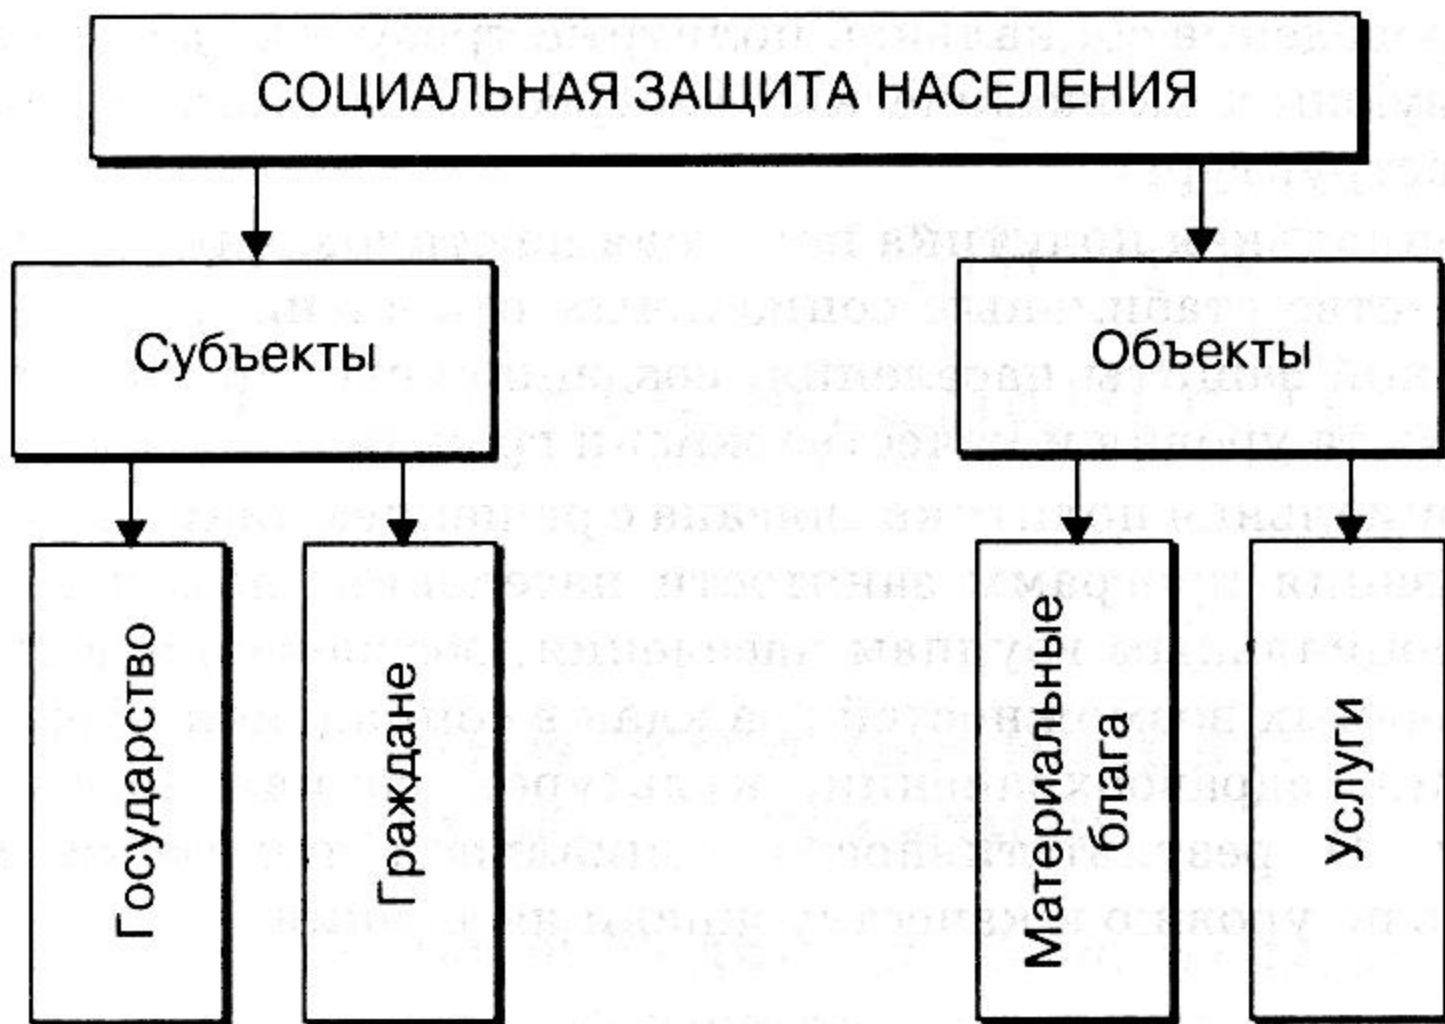 СОЦИАЛЬНАЯ ЗАЩИТА НАСЕЛЕНИЯ
Субъекты
Объекты
Государство
Граждане
Материальные
блага
Услуги